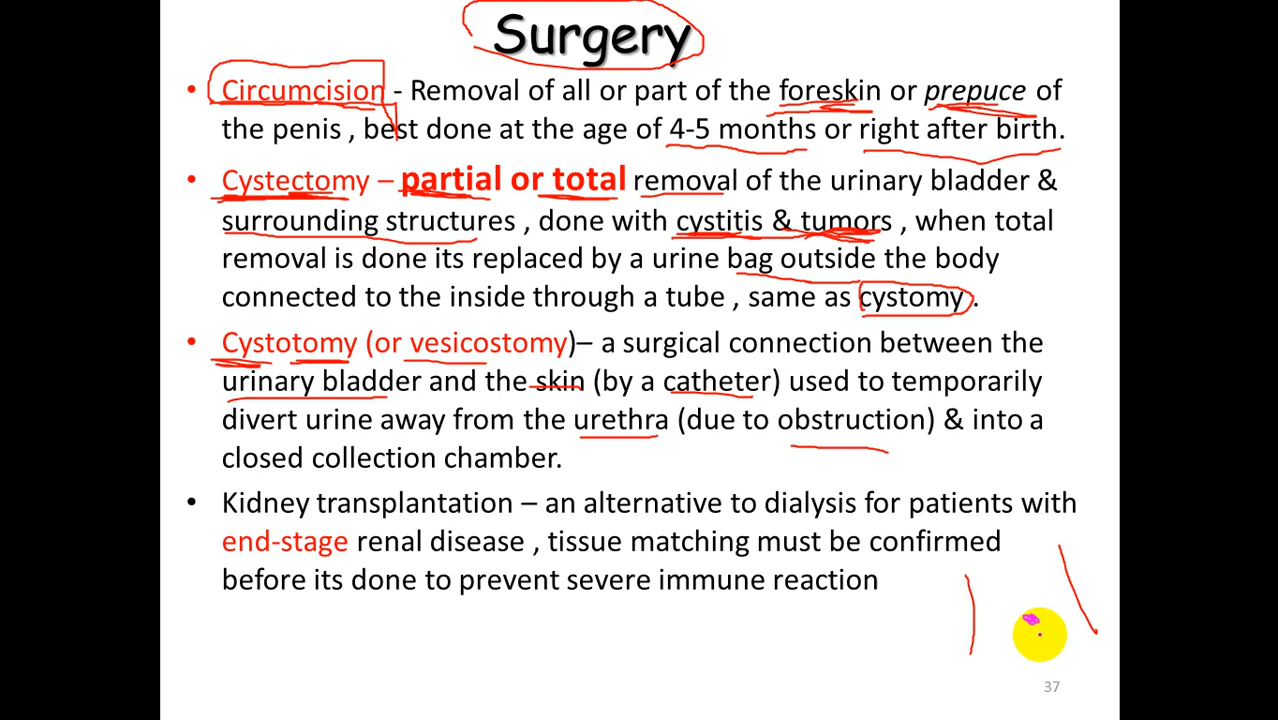 Surgery
• Circumcision - Removal of all or part of the foreskin or prepuce of
the penis , best done at the age of 4-5 months or right after birth.
• Cystectomy – partial or total removal of the urinary bladder &
surrounding structures , done with cystitis & tumors , when total
removal is done its replaced by a urine bag outside the body
connected to the inside through a tube , same as cystomy .
• Cystotomy (or vesicostomy)– a surgical connection between the
urinary bladder and the skin (by a catheter) used to temporarily
divert urine away from the urethra (due to obstruction) & into a
closed collection chamber.
• Kidney transplantation – an alternative to dialysis for patients with
end-stage renal disease , tissue matching must be confirmed
before its done to prevent severe immune reaction
37